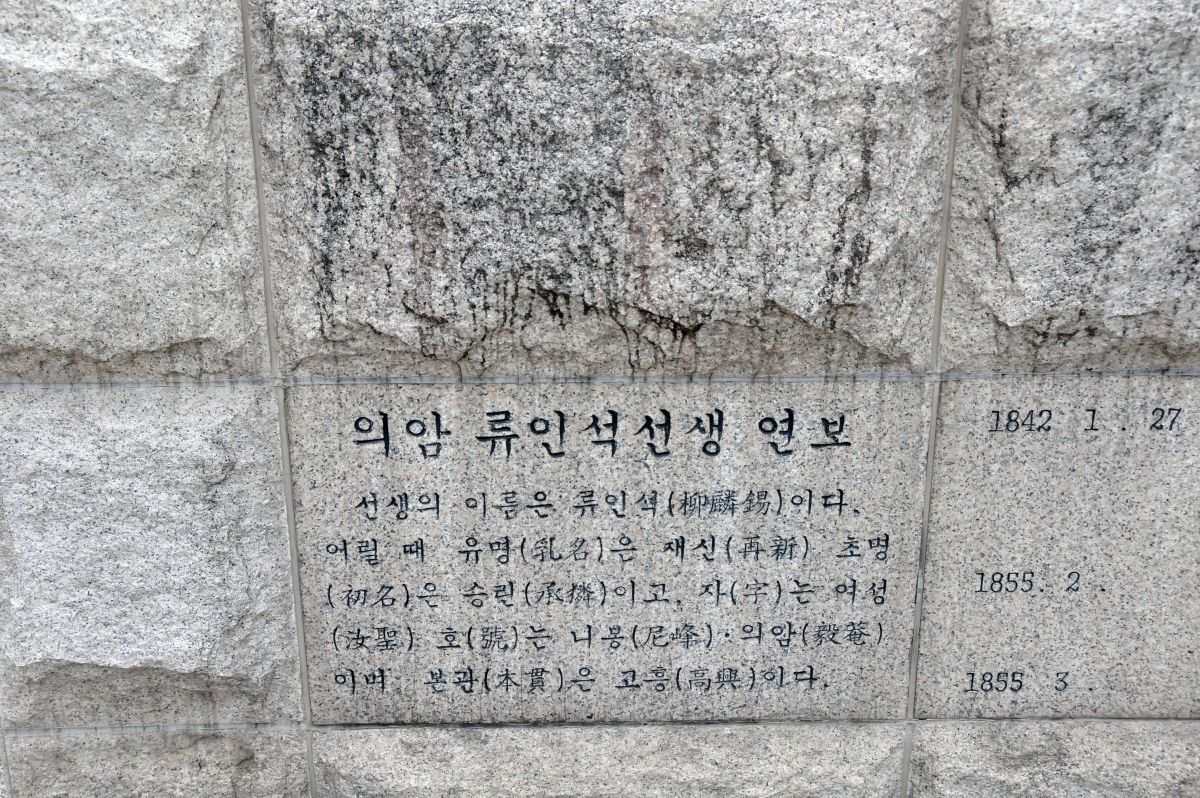 의암 류인석선생 연보
선생의 이름은 류인석(柳麟錫)이다.
어릴 때 유명(乳名)은 재신(再新) 초명
(初名)은 승린(承橉)이고, 자(字)는 여성
(汝聖) 호(號)는 니봉(尼峰)·의암(毅菴)
이며 본관(本貫)은 고흥(高興)이다.
1842 1. 27
1855. 2.
1855 3.